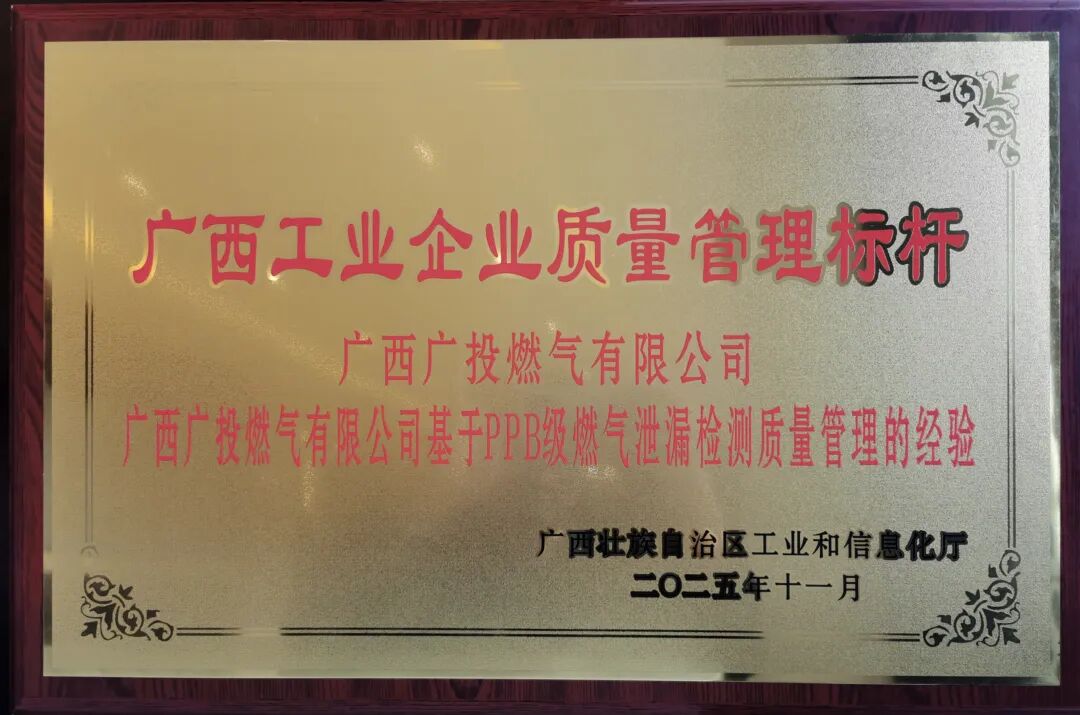 广西工业企业质量管理标杆
广西广投燃气有限公司
广西广投燃气有限公司基于PPB级燃气泄漏检测质量管理的经验
广西壮族自治区工业和信息化厅
二〇二五年十一月